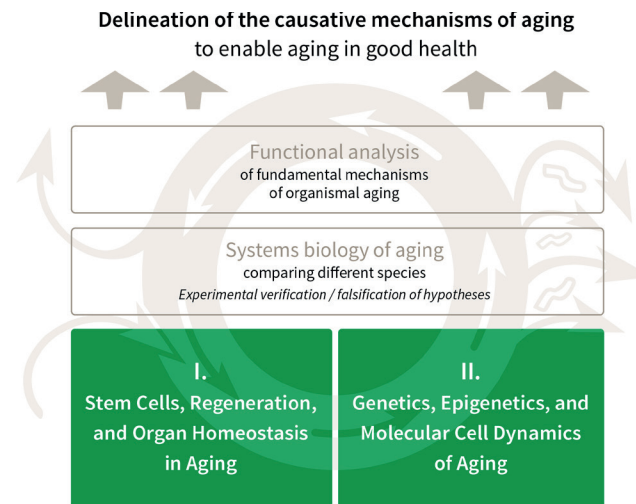 Delineation of the causative mechanisms of aging
to enable aging in good health
Functional analysis
of fundamental mechanisms
of organismal aging
Systems biology of aging
comparing different species
Experimental verification / falsification of hypotheses
I.
Stem Cells, Regeneration,
and Organ Homeostasis
in Aging
II.
Genetics, Epigenetics, and
Molecular Cell Dynamics
of Aging